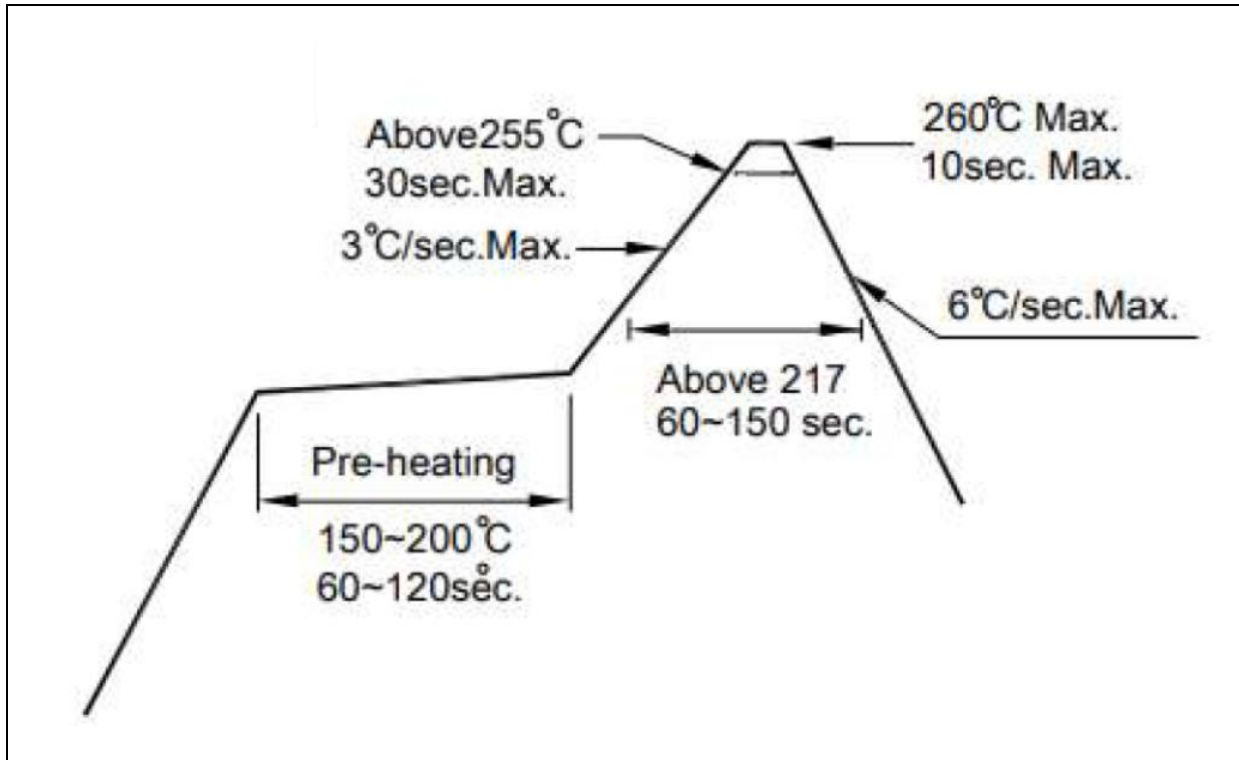 Above255°C
30sec.Max.
3°C/sec.Max.
260°C Max.
10sec. Max.
6°C/sec.Max.
Above 217
60~150 sec.
Pre-heating
150~200°C
60~120sec.